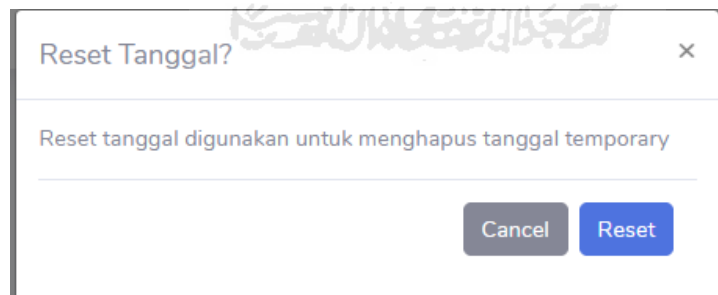 Reset Tanggal?
×
Reset tanggal digunakan untuk menghapus tanggal temporary
Cancel
Reset